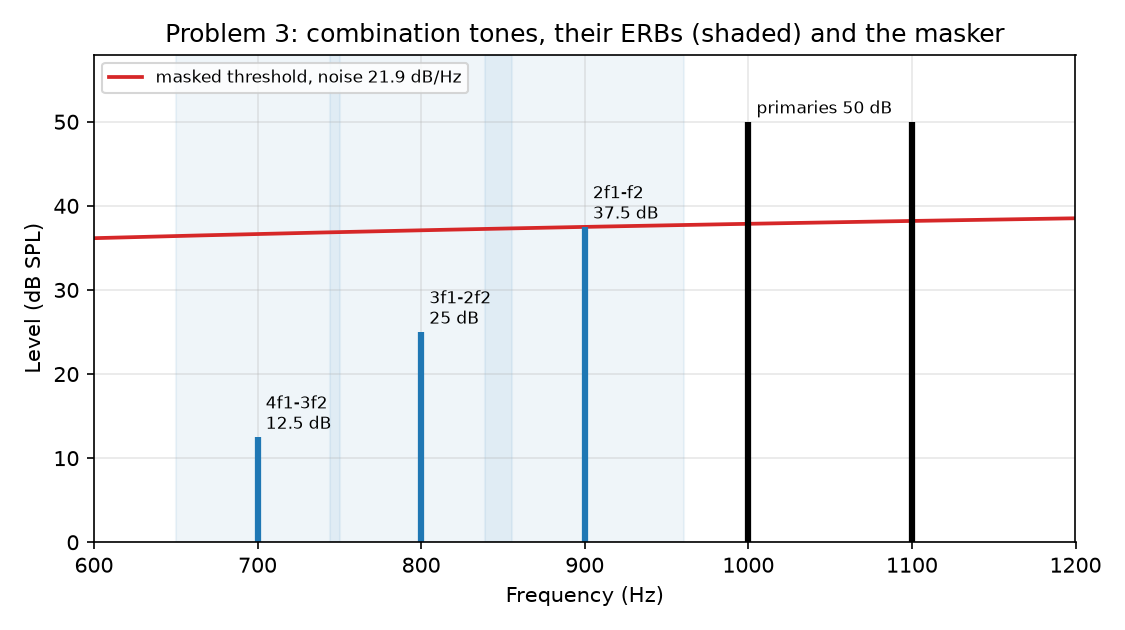 Problem 3: combination tones, their ERBs (shaded) and the masker
masked threshold, noise 21.9 dB/Hz
primaries 50 dB
2f1-f2
37.5 dB
3f1-2f2
25 dB
4f1-3f2
12.5 dB
Level (dB SPL)
50
40
30
20
10
0
600
700
800
900
1000
1100
1200
Frequency (Hz)